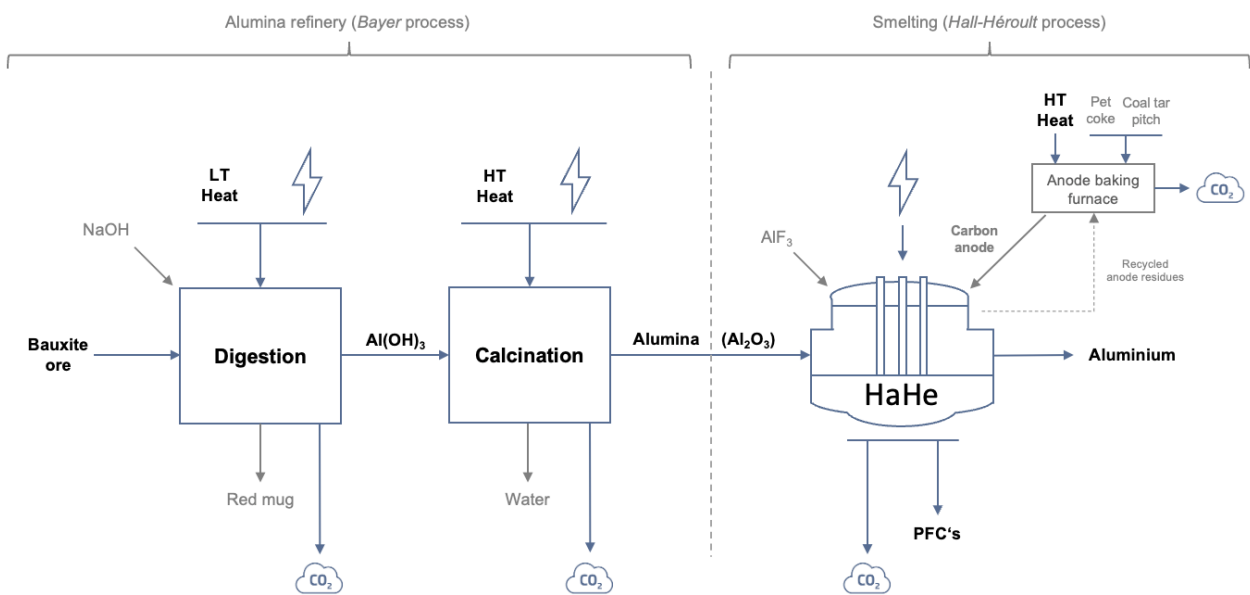 Alumina refinery (Bayer process)
Smelting (Hall-Héroult process)
HT
Heat
Pet
coke
Coal tar
pitch
LT
Heat
HT
Heat
Anode baking
furnace
CO₂
NaOH
AlF₃
Carbon
anode
Recycled
anode residues
Bauxite
ore
Digestion
Al(OH)₃
Calcination
Alumina
(Al₂O₃)
Aluminium
HaHe
Red mug
Water
PFC‘s
CO₂
CO₂
CO₂